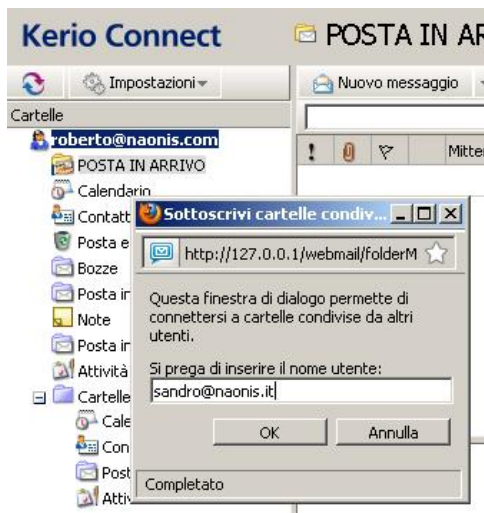 Kerio Connect
POSTA IN AR
Impostazioni
Nuovo messaggio
Cartelle
roberto@naonis.com
POSTA IN ARRIVO
! Mitte
Calendario
Contatt
Posta e
Bozze
Posta in
Note
Posta in
Attività
Cartelle
Cale
Con
Post
Attiv
Sottoscrivi cartelle condiv...
http://127.0.0.1/webmail/folderM
Questa finestra di dialogo permette di
connettersi a cartelle condivise da altri
utenti.
Si prega di inserire il nome utente:
sandro@naonis.it
OK Annulla
Completato